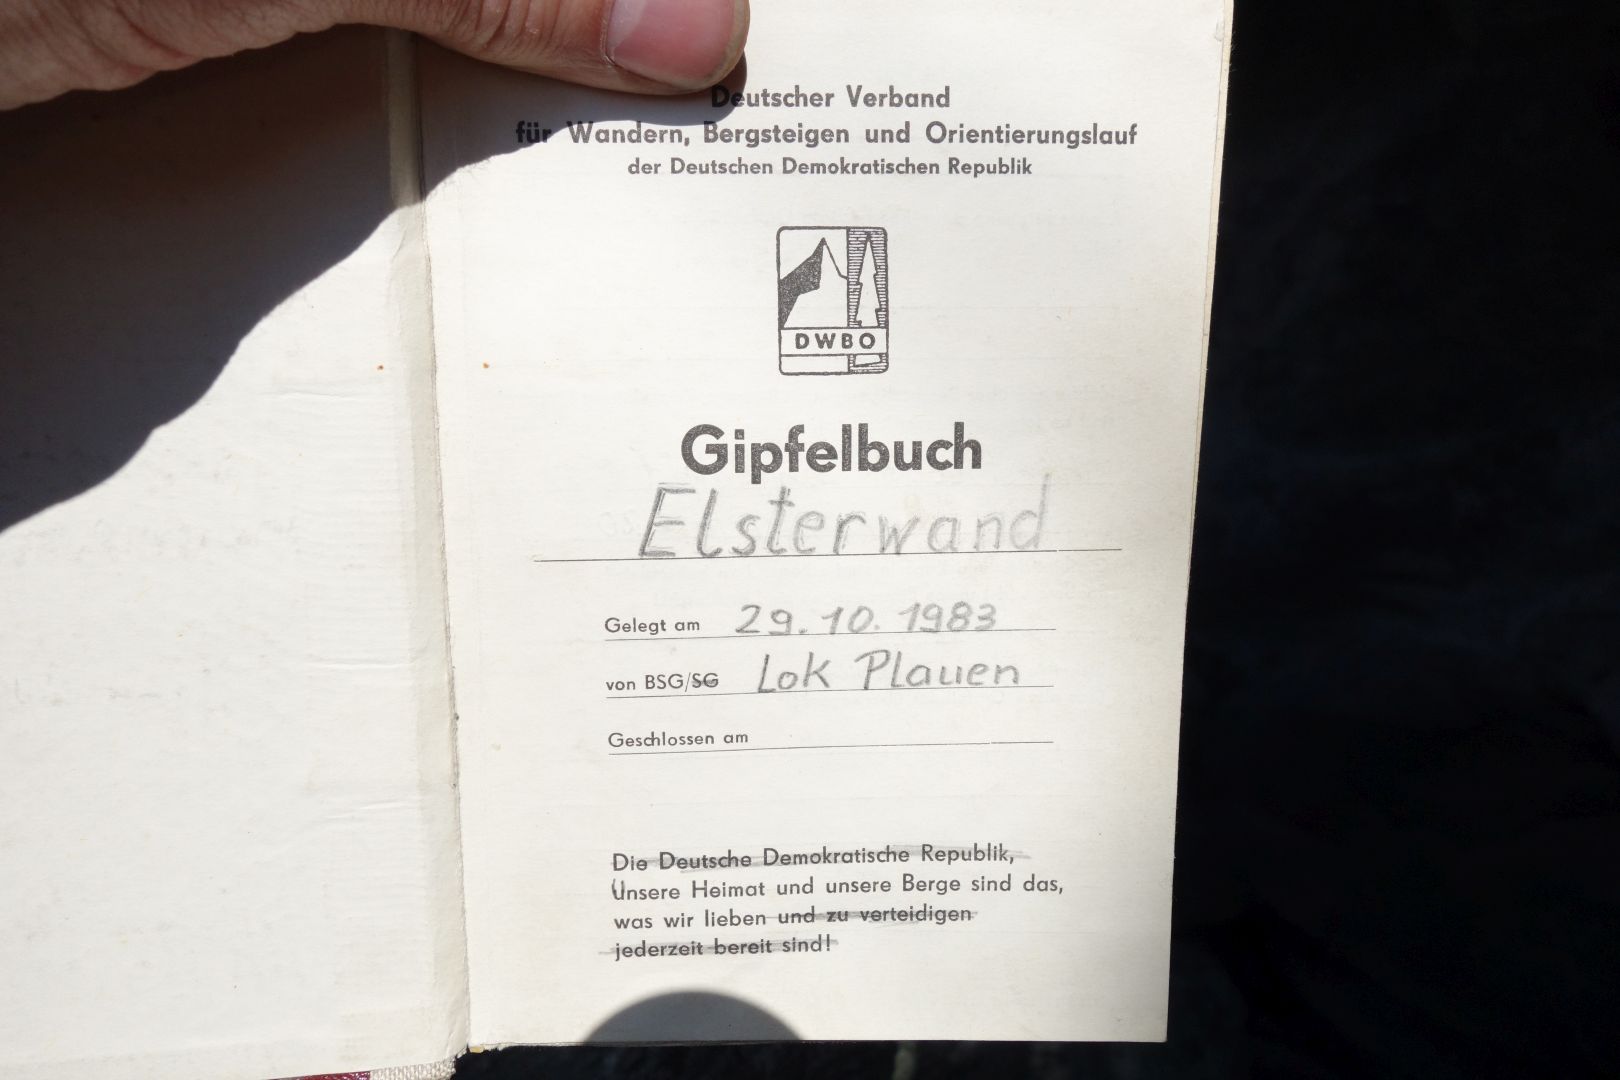 Deutscher Verband
für Wandern, Bergsteigen und Orientierungslauf
der Deutschen Demokratischen Republik
DWBO
Gipfelbuch
Elsterwand
Gelegt am 29. 10. 1983
von BSG/SG Lok Plauen
Geschlossen am
Die Deutsche Demokratische Republik,
Unsere Heimat und unsere Berge sind das,
was wir lieben und zu verteidigen
jederzeit bereit sind!